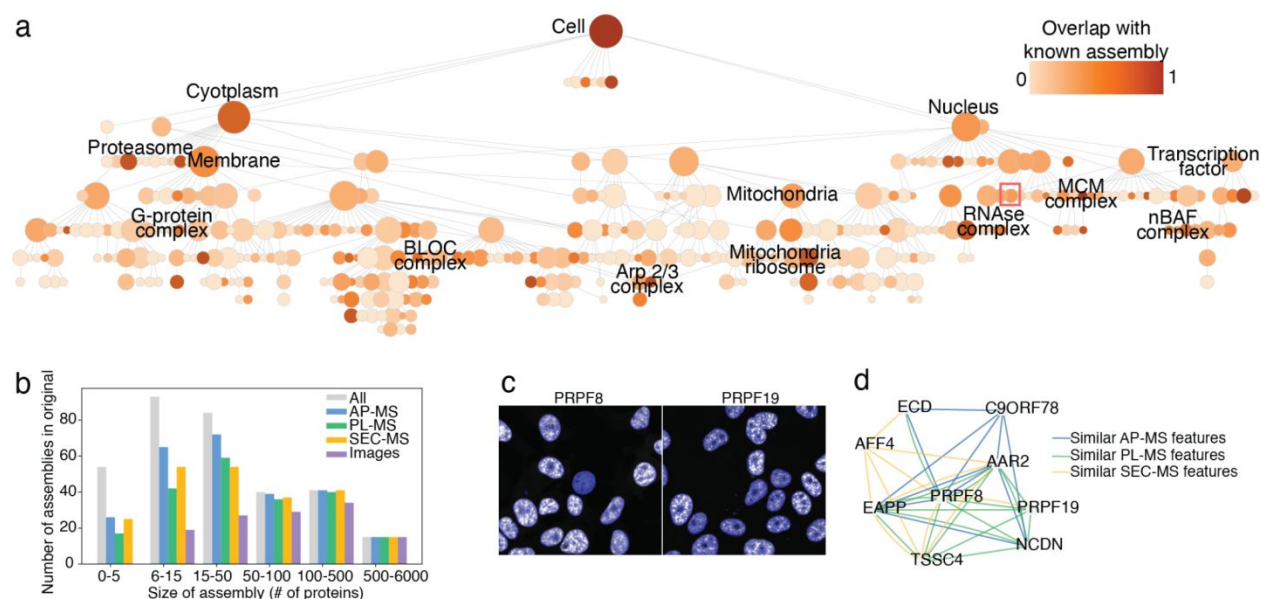 a
Cell
Overlap with
known assembly
0
1
Cyotplasm
Nucleus
Proteasome
Membrane
Transcription
factor
Mitochondria
MCM
complex
G-protein
complex
RNAse
complex
nBAF
complex
BLOC
complex
Mitochondria
ribosome
Arp 2/3
complex
b
Number of assemblies in original
80
60
40
20
0
All
AP-MS
PL-MS
SEC-MS
Images
0-5
6-15
15-50
50-100
100-500
500-6000
Size of assembly (# of proteins)
c
PRPF8
PRPF19
d
ECD
C9ORF78
AFF4
AAR2
PRPF8
EAPP
PRPF19
NCDN
TSSC4
Similar AP-MS features
Similar PL-MS features
Similar SEC-MS features